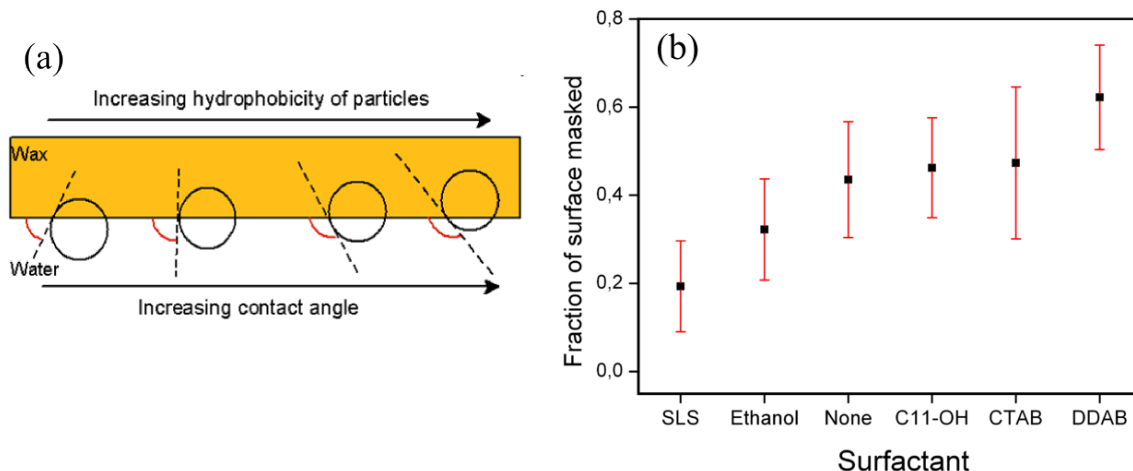 (a)
Increasing hydrophobicity of particles
Wax
Water
Increasing contact angle
(b)
Fraction of surface masked
0,8
0,6
0,4
0,2
0,0
SLS Ethanol None C11-OH CTAB DDAB
Surfactant